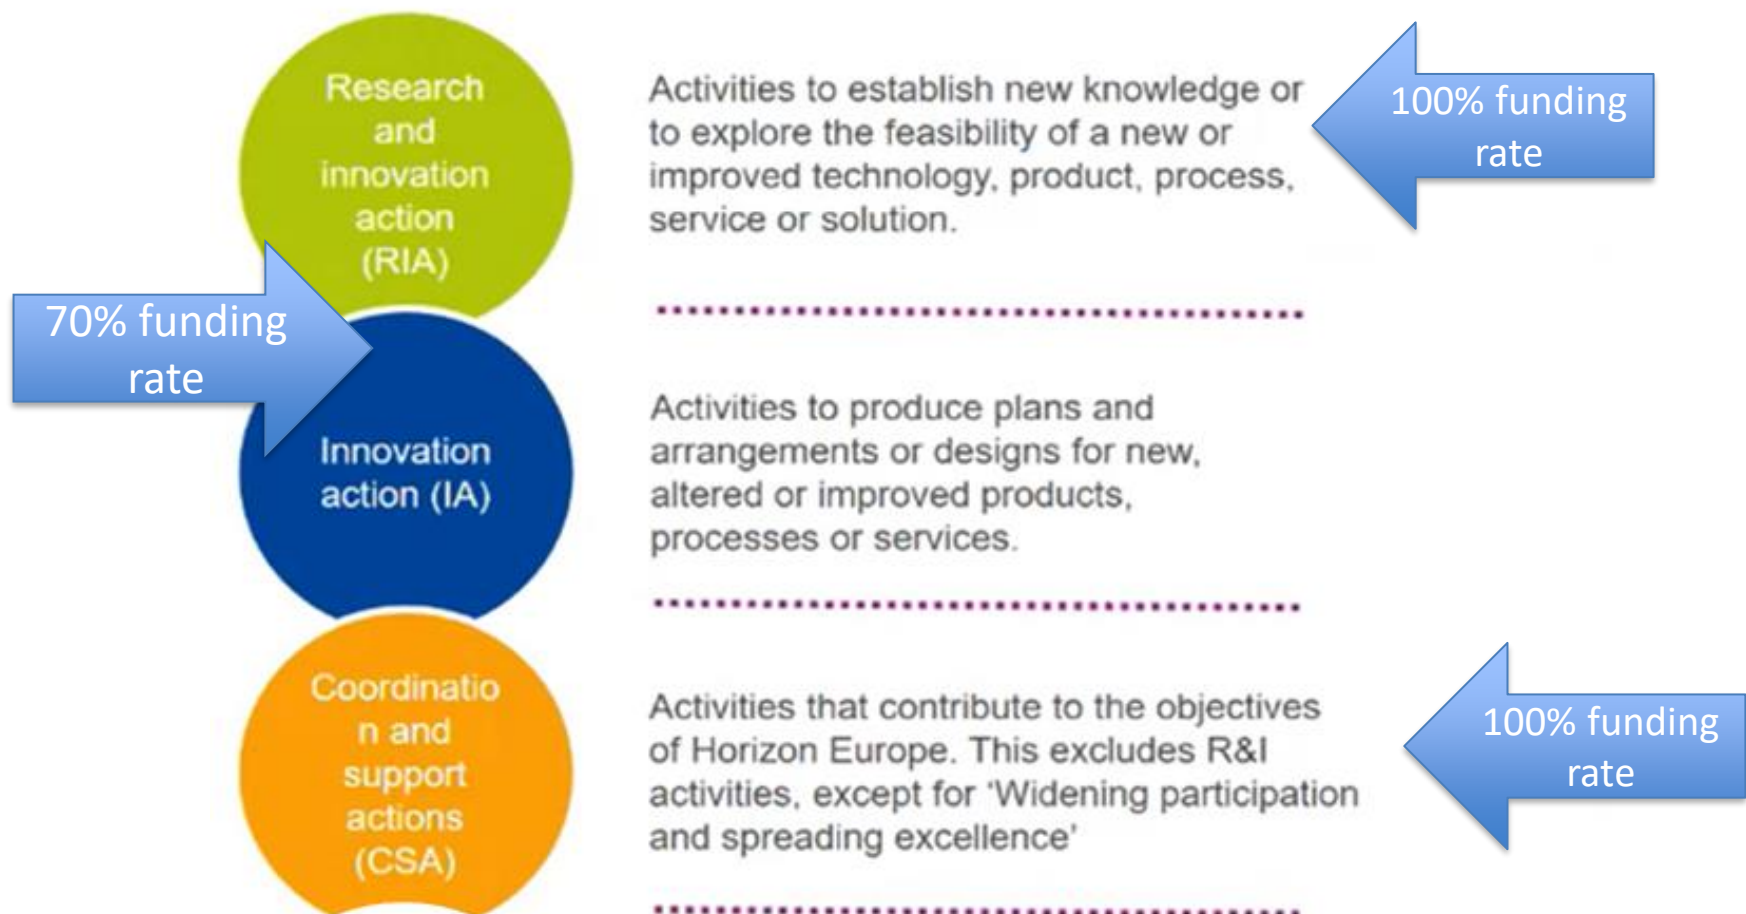 Research
and
innovation
action
(RIA)
Activities to establish new knowledge or
to explore the feasibility of a new or
improved technology, product, process,
service or solution.
100% funding
rate
70% funding
rate
Innovation
action (IA)
Activities to produce plans and
arrangements or designs for new,
altered or improved products,
processes or services.
Coordinatio
n and
support
actions
(CSA)
Activities that contribute to the objectives
of Horizon Europe. This excludes R&I
activities, except for ‘Widening participation
and spreading excellence’
100% funding
rate